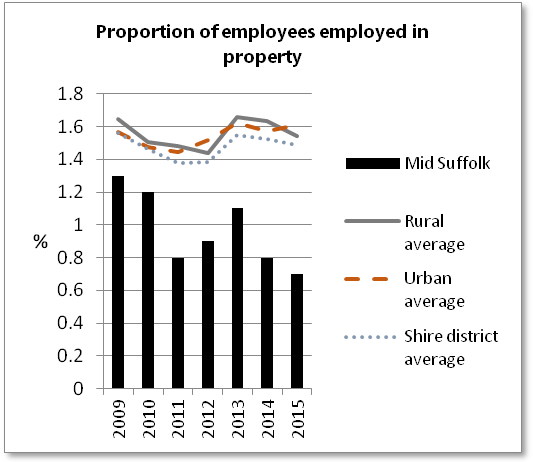 Proportion of employees employed in
property
1.8
1.6
1.4
1.2
1
0.8
0.6
0.4
0.2
0
%
2009
2010
2011
2012
2013
2014
2015
Mid Suffolk
Rural
average
Urban
average
Shire district
average